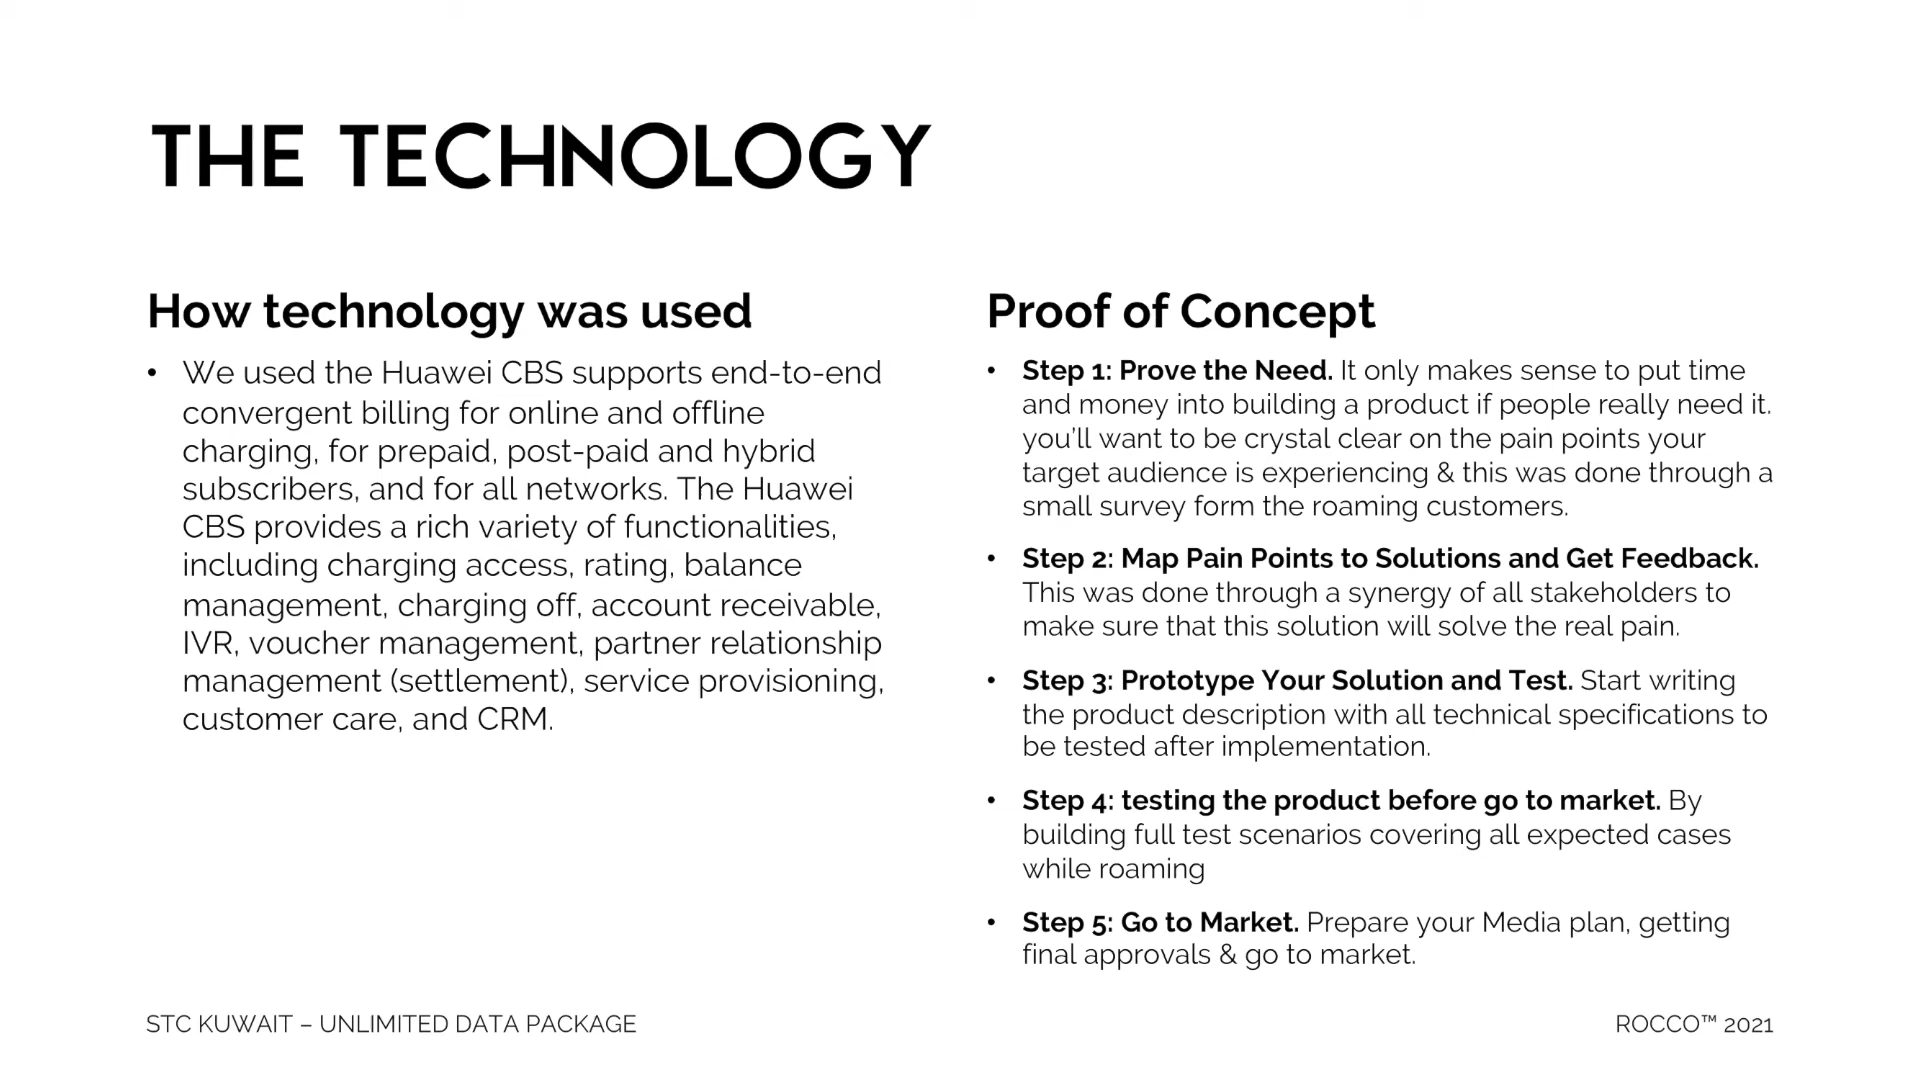 THE TECHNOLOGY
How technology was used
• We used the Huawei CBS supports end-to-end
convergent billing for online and offline
charging, for prepaid, post-paid and hybrid
subscribers, and for all networks. The Huawei
CBS provides a rich variety of functionalities,
including charging access, rating, balance
management, charging off, account receivable,
IVR, voucher management, partner relationship
management (settlement), service provisioning,
customer care, and CRM.
Proof of Concept
• Step 1: Prove the Need. It only makes sense to put time
and money into building a product if people really need it.
you’ll want to be crystal clear on the pain points your
target audience is experiencing & this was done through a
small survey form the roaming customers.
• Step 2: Map Pain Points to Solutions and Get Feedback.
This was done through a synergy of all stakeholders to
make sure that this solution will solve the real pain.
• Step 3: Prototype Your Solution and Test. Start writing
the product description with all technical specifications to
be tested after implementation.
• Step 4: testing the product before go to market. By
building full test scenarios covering all expected cases
while roaming
• Step 5: Go to Market. Prepare your Media plan, getting
final approvals & go to market.
STC KUWAIT – UNLIMITED DATA PACKAGE
ROCCO™ 2021